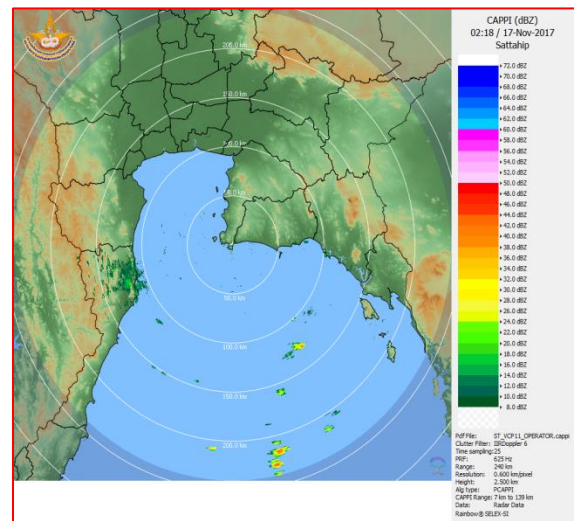 CAPPI (dBZ)
02:18 / 17-Nov-2017
Sattahip
72.0 dBZ
70.0 dBZ
68.0 dBZ
66.0 dBZ
64.0 dBZ
62.0 dBZ
60.0 dBZ
58.0 dBZ
56.0 dBZ
54.0 dBZ
52.0 dBZ
50.0 dBZ
48.0 dBZ
46.0 dBZ
44.0 dBZ
42.0 dBZ
40.0 dBZ
38.0 dBZ
36.0 dBZ
34.0 dBZ
32.0 dBZ
30.0 dBZ
28.0 dBZ
26.0 dBZ
24.0 dBZ
22.0 dBZ
20.0 dBZ
18.0 dBZ
16.0 dBZ
14.0 dBZ
12.0 dBZ
10.0 dBZ
8.0 dBZ
Pdf File: ST_VCP11_OPERATOR.cappi
Clutter Filter: IIRDoppler 6
Time sampling:25
PRF: 625 Hz
Range: 240 km
Resolution: 0.600 km/pixel
Height: 2.500 km
Alg type: PCAPPI
CAPPI Range: 7 km to 139 km
Data: Radar Data
Rainbow® SELEX-SI
200.0 km
150.0 km
50.0 km
100.0 km
150.0 km
200.0 km